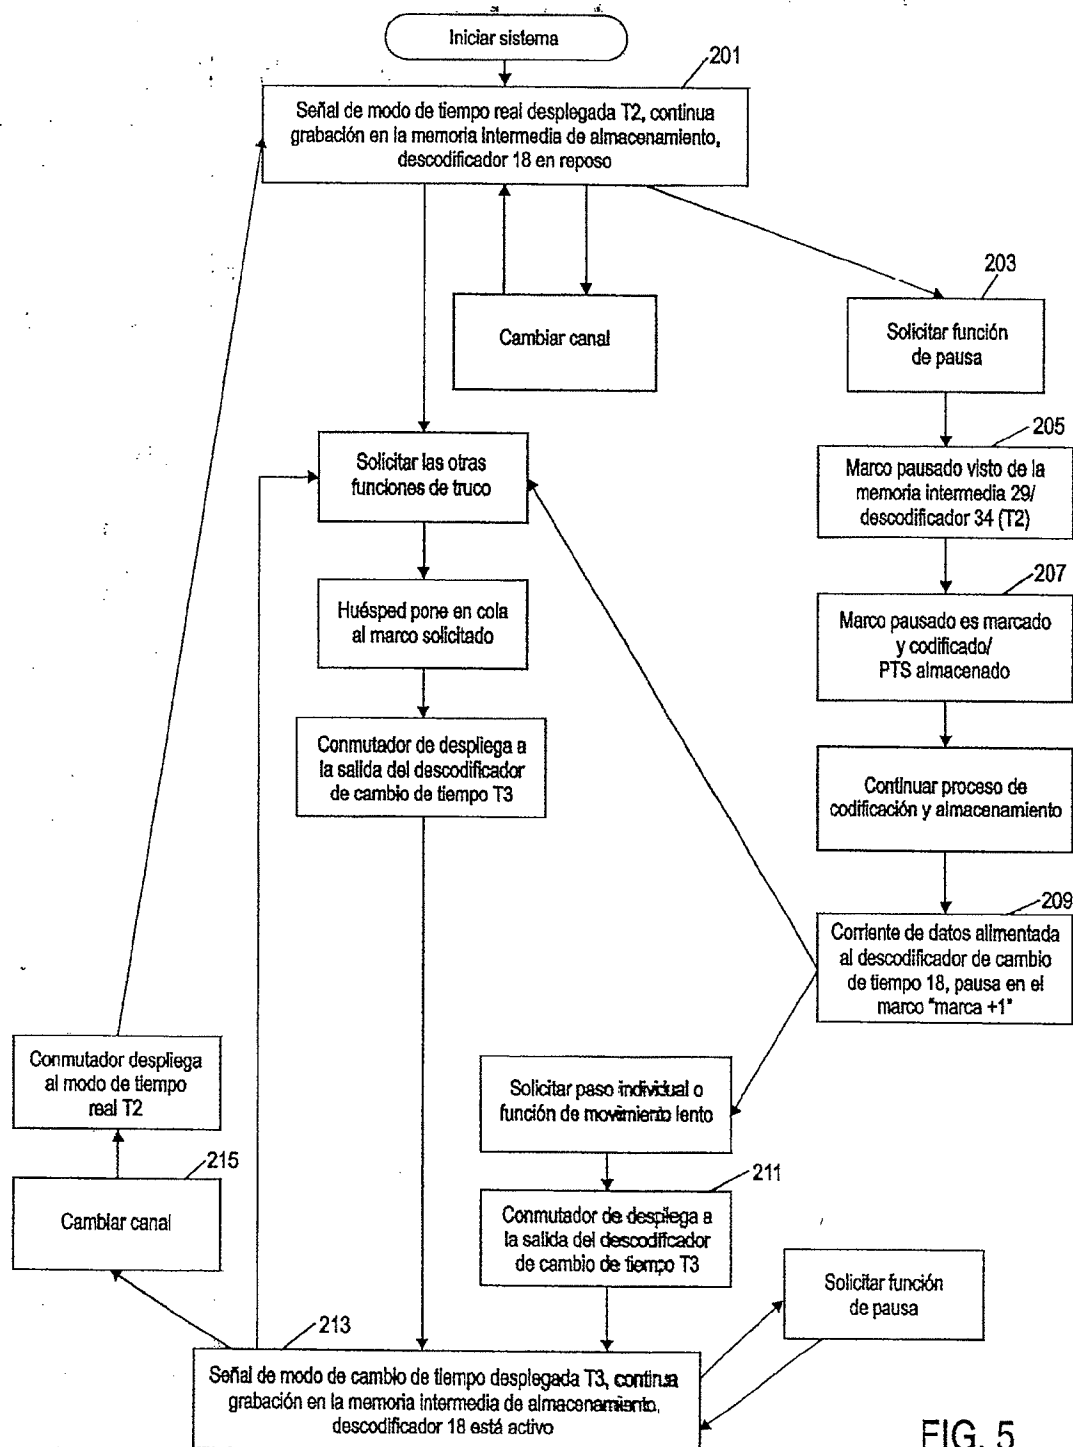 Iniciar sistema
201
Señal de modo de tiempo real desplegada T2, continua
grabación en la memoria intermedia de almacenamiento,
descodificador 18 en reposo
203
Cambiar canal
Solicitar función
de pausa
205
Solicitar las otras
funciones de truco
Marco pausado visto de la
memoria intermedia 29/
descodificador 34 (T2)
207
Huésped pone en cola
al marco solicitado
Marco pausado es marcado
y codificado/
PTS almacenado
Conmutador de despliega a
la salida del descodificador
de cambio de tiempo T3
Continuar proceso de
codificación y almacenamiento
209
Corriente de datos alimentada
al descodificador de cambio
de tiempo 18, pausa en el
marco "marca +1"
Conmutador despliega
al modo de tiempo
real T2
Solicitar paso individual o
función de movimiento lento
215
Cambiar canal
211
Conmutador de despliega a
la salida del descodificador
de cambio de tiempo T3
Solicitar función
de pausa
213
Señal de modo de cambio de tiempo desplegada T3, continua
grabación en la memoria intermedia de almacenamiento,
descodificador 18 está activo
FIG. 5